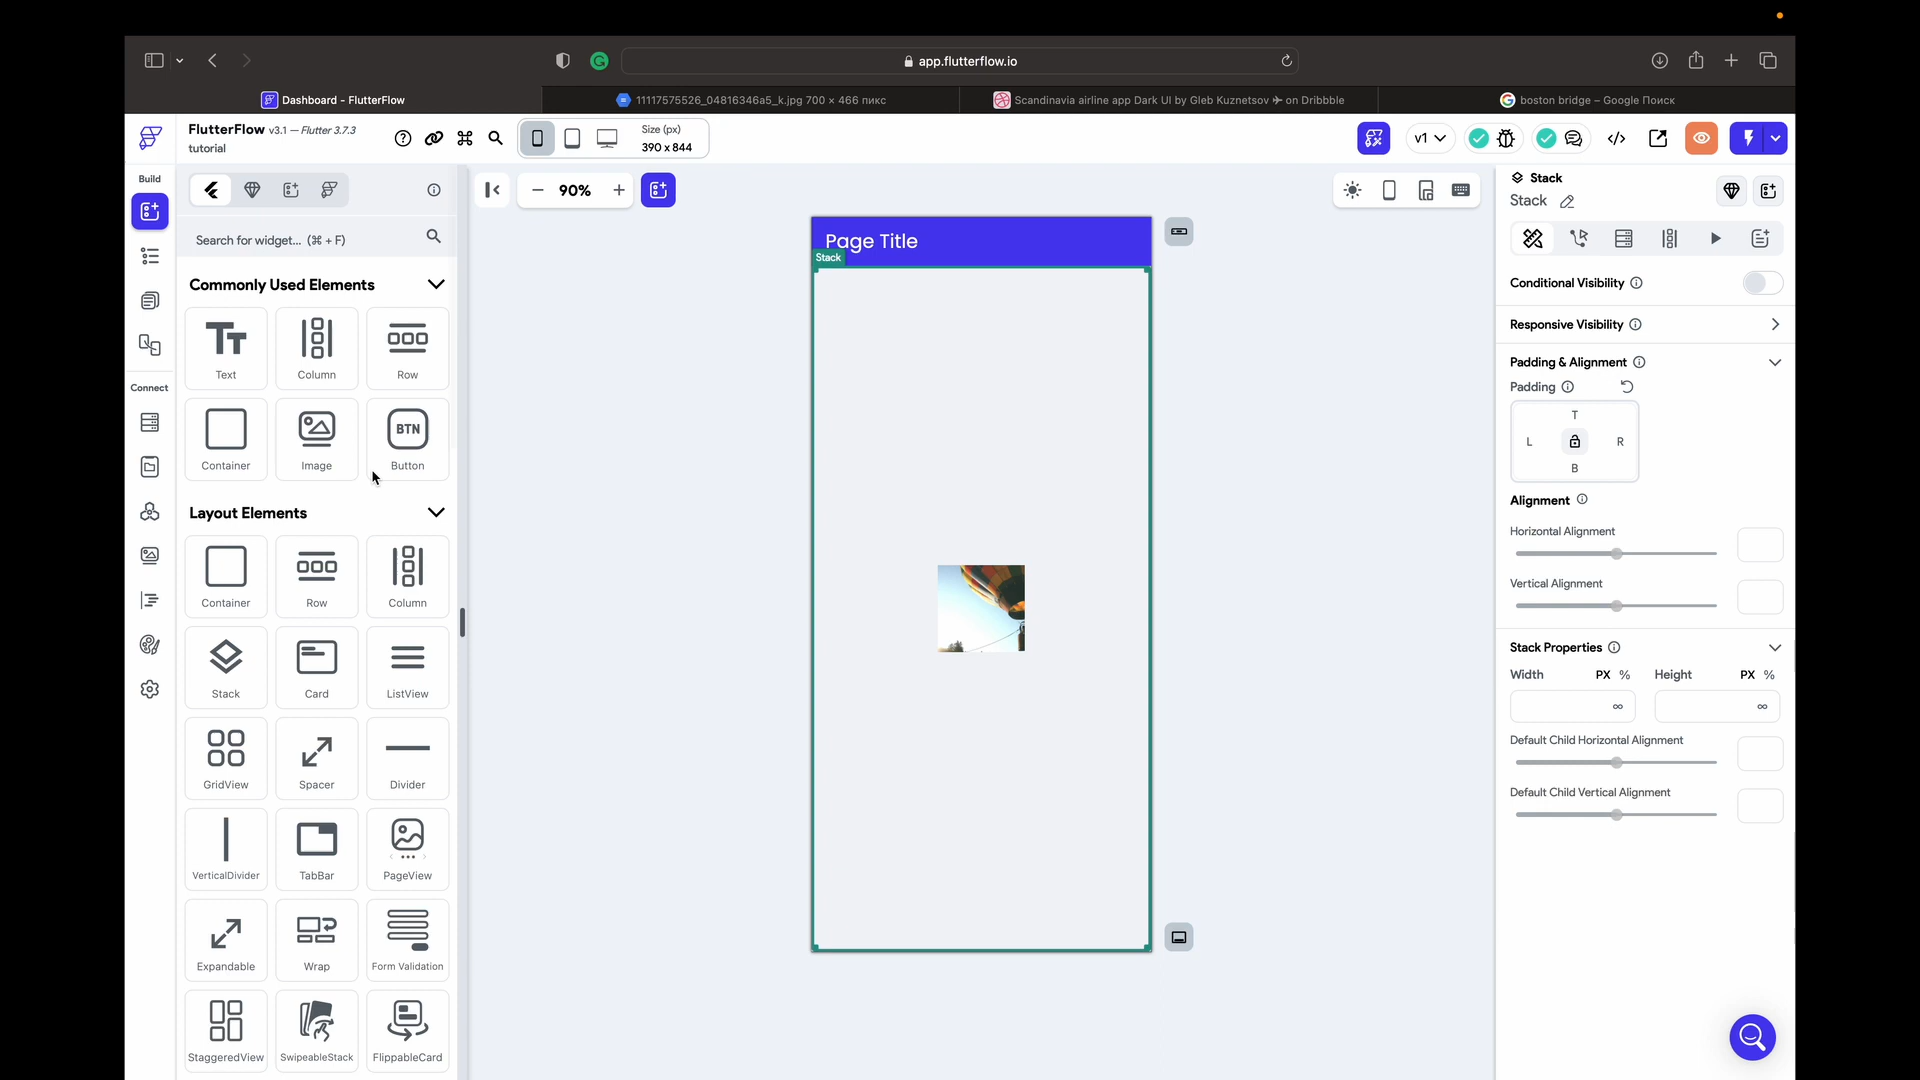 app.flutterflow.io
Dashboard - FlutterFlow
11117575526_04816346a5_k.jpg 700 × 466 пикс
Scandinavia airline app Dark UI by Gleb Kuznetsov ✈ on Dribbble
boston bridge – Google Поиск
FlutterFlow v3.1 — Flutter 3.7.3
tutorial
Size (px)
390 x 844
v1
Build
90%
Stack
Stack
Search for widget... (⌘ + F)
Page Title
Stack
Conditional Visibility
Commonly Used Elements
Responsive Visibility
Text
Column
Row
Padding & Alignment
Padding
Connect
T
L
R
B
BTN
Container
Image
Button
Alignment
Layout Elements
Horizontal Alignment
Vertical Alignment
Container
Row
Column
Stack Properties
Width PX % Height PX %
∞
∞
Stack
Card
ListView
Default Child Horizontal Alignment
GridView
Spacer
Divider
Default Child Vertical Alignment
VerticalDivider
TabBar
PageView
Expandable
Wrap
Form Validation
StaggeredView
SwipeableStack
FlippableCard